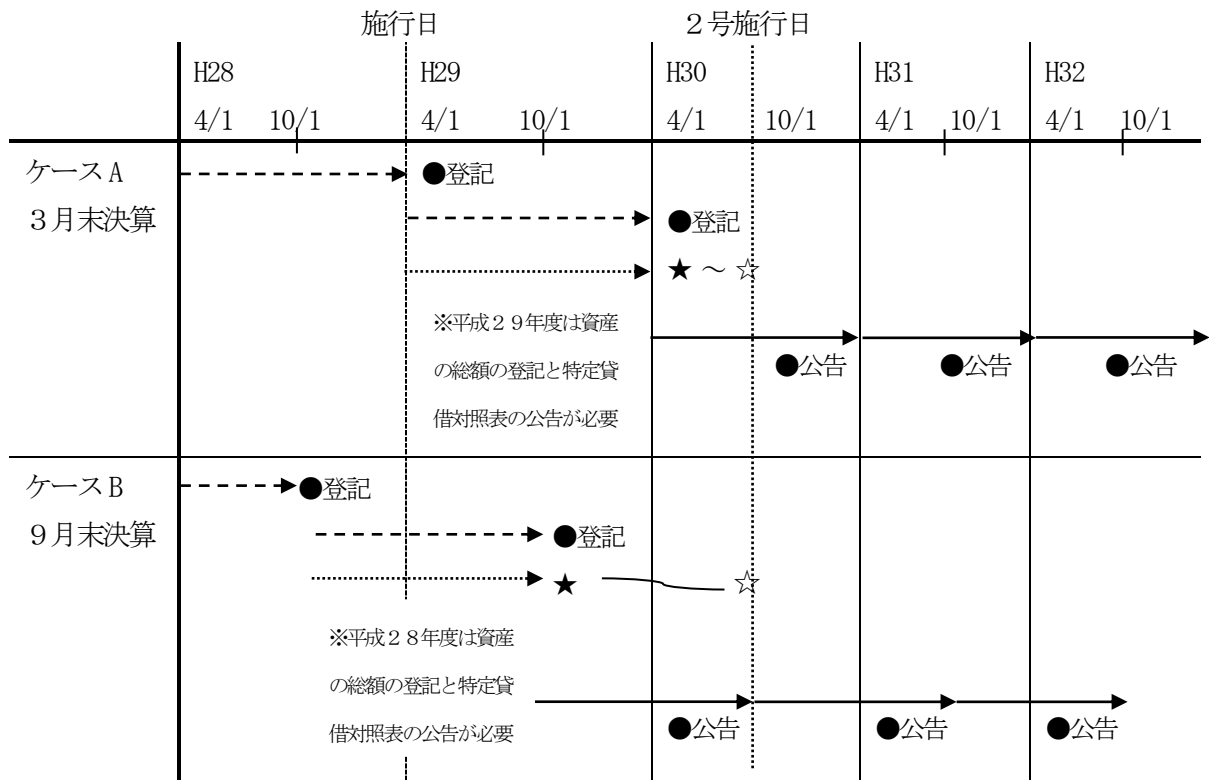 施行日 2号施行日
H28 H29 H30 H31 H32
4/1 10/1 4/1 10/1 4/1 10/1 4/1 10/1 4/1 10/1
ケースA
3月末決算
●登記
●登記
★～☆
※平成29年度は資産
の総額の登記と特定貸
借対照表の公告が必要
●公告 ●公告 ●公告
ケースB
9月末決算
●登記
●登記
★ ☆
※平成28年度は資産
の総額の登記と特定貸
借対照表の公告が必要
●公告 ●公告 ●公告